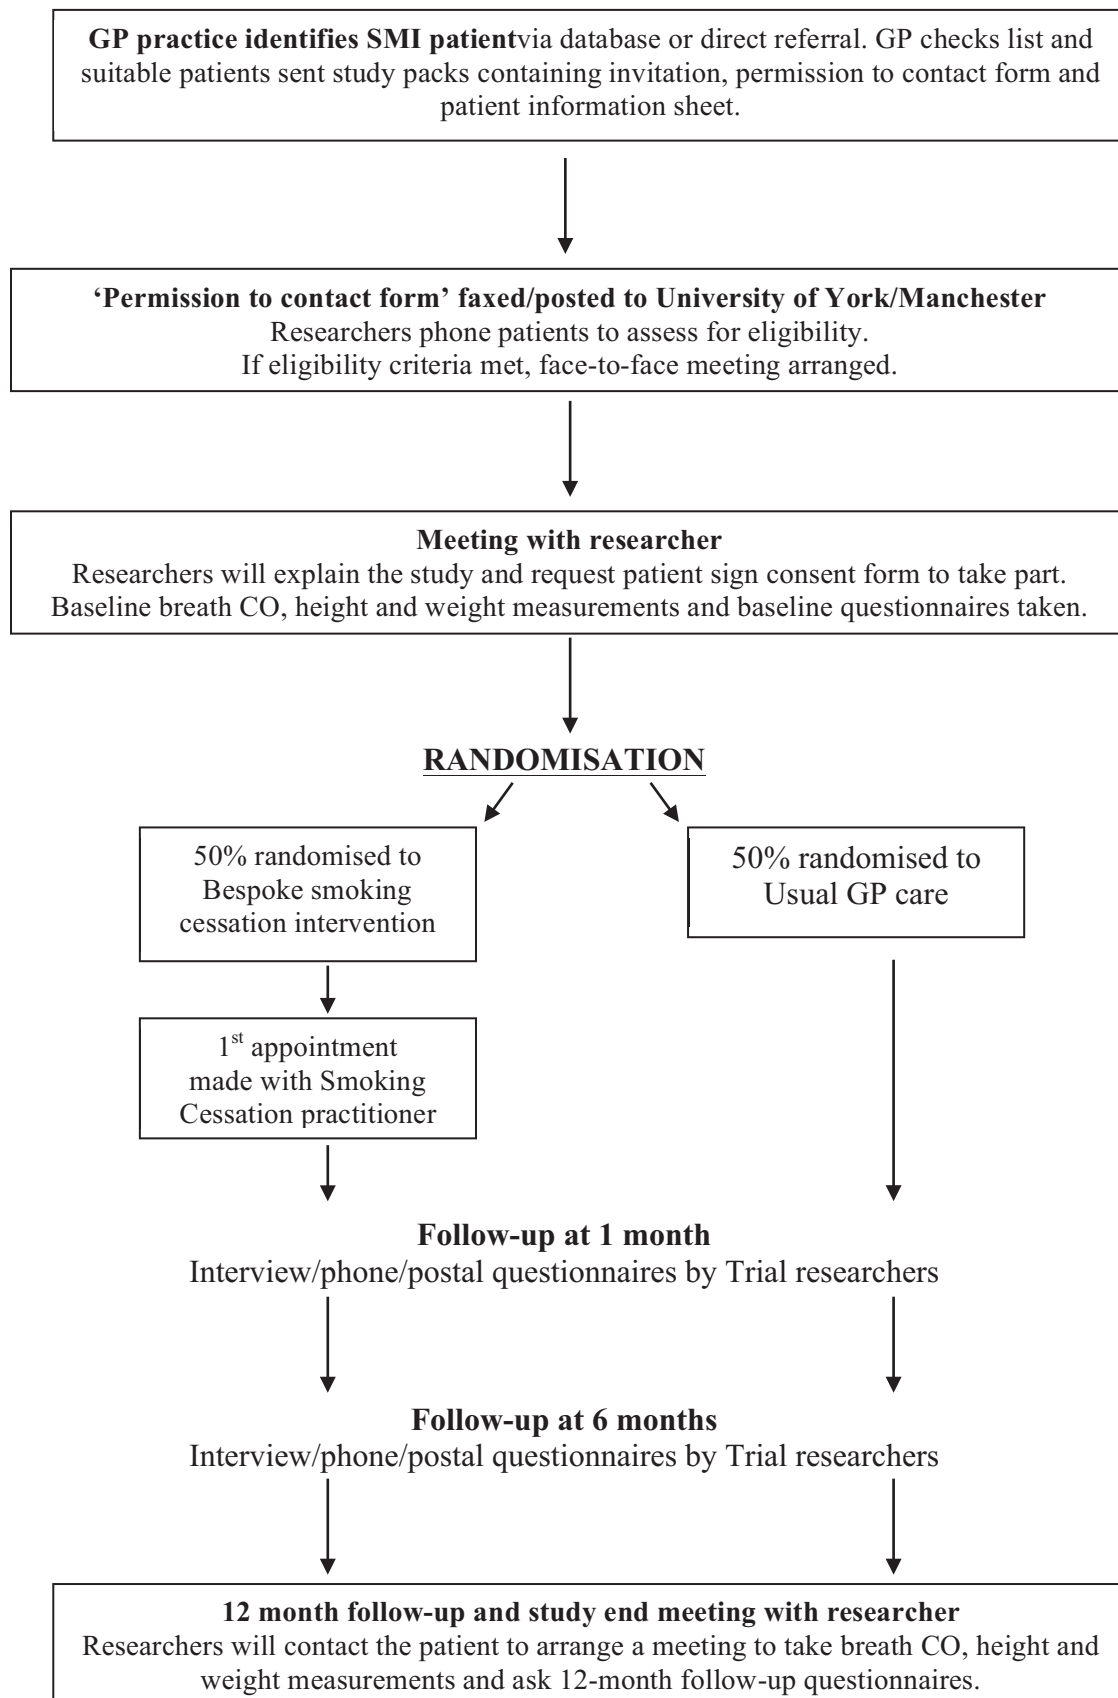 GP practice identifies SMI patientvia database or direct referral. GP checks list and
suitable patients sent study packs containing invitation, permission to contact form and
patient information sheet.
‘Permission to contact form’ faxed/posted to University of York/Manchester
Researchers phone patients to assess for eligibility.
If eligibility criteria met, face-to-face meeting arranged.
Meeting with researcher
Researchers will explain the study and request patient sign consent form to take part.
Baseline breath CO, height and weight measurements and baseline questionnaires taken.
RANDOMISATION
50% randomised to
Bespoke smoking
cessation intervention
50% randomised to
Usual GP care
1st appointment
made with Smoking
Cessation practitioner
Follow-up at 1 month
Interview/phone/postal questionnaires by Trial researchers
Follow-up at 6 months
Interview/phone/postal questionnaires by Trial researchers
12 month follow-up and study end meeting with researcher
Researchers will contact the patient to arrange a meeting to take breath CO, height and
weight measurements and ask 12-month follow-up questionnaires.